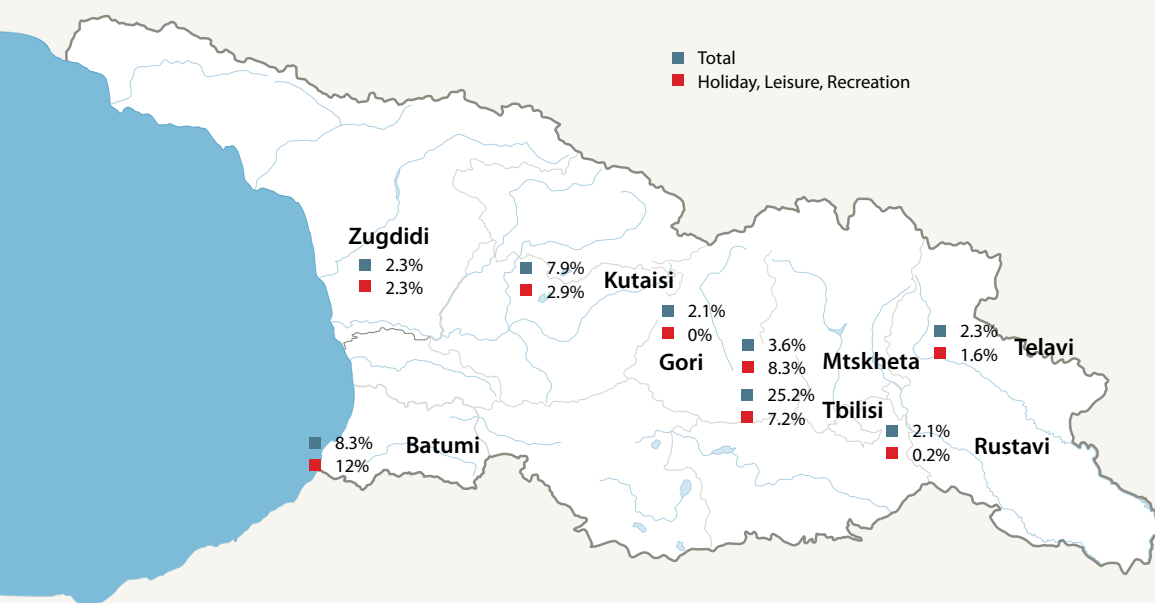 Total
Holiday, Leisure, Recreation
Zugdidi
2.3%
2.3%
7.9%
2.9%
Kutaisi
2.1%
0%
Gori
3.6%
8.3%
Mtskheta
25.2%
7.2%
Tbilisi
2.3%
1.6%
Telavi
2.1%
0.2%
Rustavi
8.3%
12%
Batumi